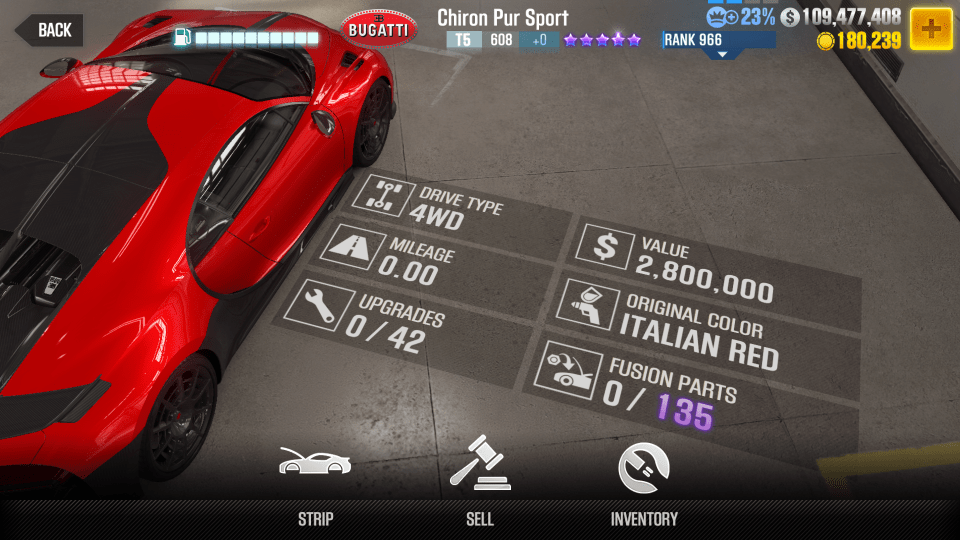 BACK
BUGATTI
Chiron Pur Sport
T5 608 +0
23%
$ 109,477,408
RANK 966
180,239
DRIVE TYPE
4WD
MILEAGE
0.00
UPGRADES
0 / 42
$ VALUE
2,800,000
ORIGINAL COLOR
ITALIAN RED
FUSION PARTS
0 / 135
STRIP
SELL
INVENTORY